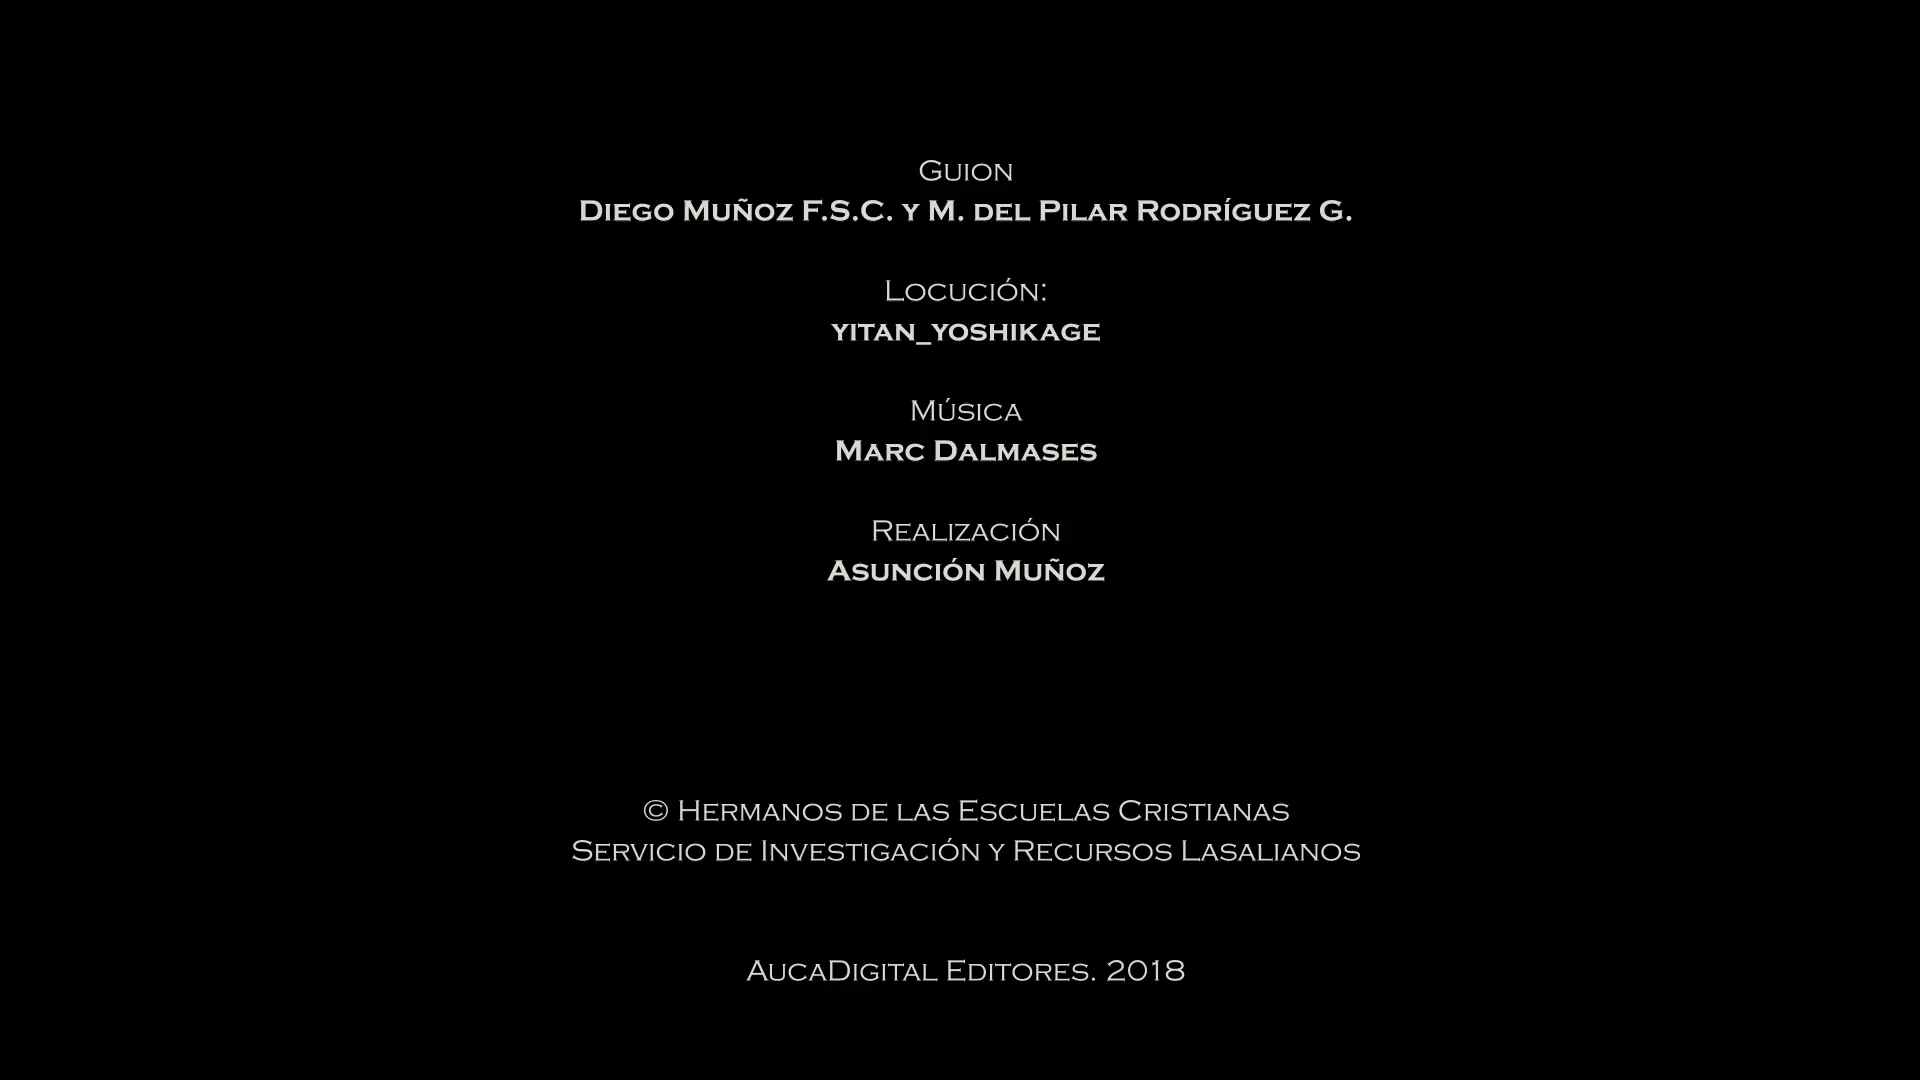 Guion
Diego Muñoz F.S.C. y M. del Pilar Rodríguez G.
Locución:
yitan_yoshikage
Música
Marc Dalmases
Realización
Asunción Muñoz
© Hermanos de las Escuelas Cristianas
Servicio de Investigación y Recursos Lasalianos
AucaDigital Editores. 2018